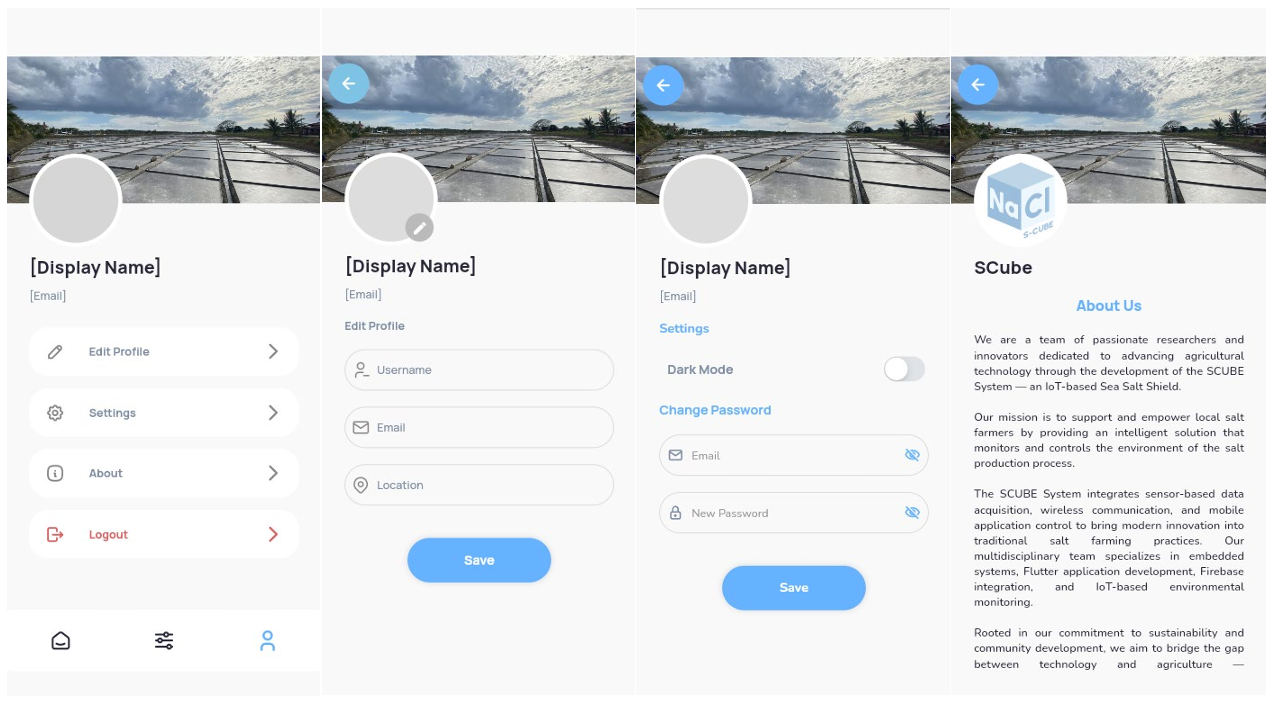 [Display Name]
[Email]
Edit Profile
Settings
About
Logout
[Display Name]
[Email]
Edit Profile
Username
Email
Location
Save
[Display Name]
[Email]
Settings
Dark Mode
Change Password
Email
New Password
Save
NaCl
S-CUBE
SCube
About Us
We are a team of passionate researchers and
innovators dedicated to advancing agricultural
technology through the development of the SCUBE
System — an IoT-based Sea Salt Shield.
Our mission is to support and empower local salt
farmers by providing an intelligent solution that
monitors and controls the environment of the salt
production process.
The SCUBE System integrates sensor-based data
acquisition, wireless communication, and mobile
application control to bring modern innovation into
traditional salt farming practices. Our
multidisciplinary team specializes in embedded
systems, Flutter application development, Firebase
integration, and IoT-based environmental
monitoring.
Rooted in our commitment to sustainability and
community development, we aim to bridge the gap
between technology and agriculture —